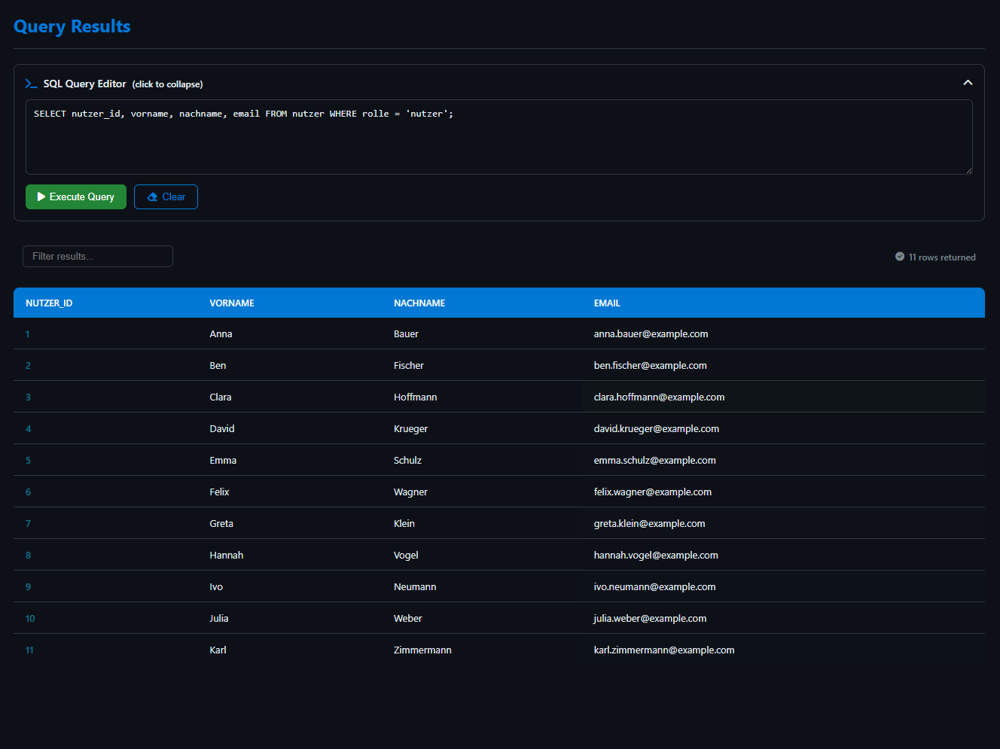 Query Results
SQL Query Editor (click to collapse)
SELECT nutzer_id, vorname, nachname, email FROM nutzer WHERE rolle = 'nutzer';
Execute Query Clear
Filter results... 11 rows returned
NUTZER_ID VORNAME NACHNAME EMAIL
1 Anna Bauer anna.bauer@example.com
2 Ben Fischer ben.fischer@example.com
3 Clara Hoffmann clara.hoffmann@example.com
4 David Krueger david.krueger@example.com
5 Emma Schulz emma.schulz@example.com
6 Felix Wagner felix.wagner@example.com
7 Greta Klein greta.klein@example.com
8 Hannah Vogel hannah.vogel@example.com
9 Ivo Neumann ivo.neumann@example.com
10 Julia Weber julia.weber@example.com
11 Karl Zimmermann karl.zimmermann@example.com